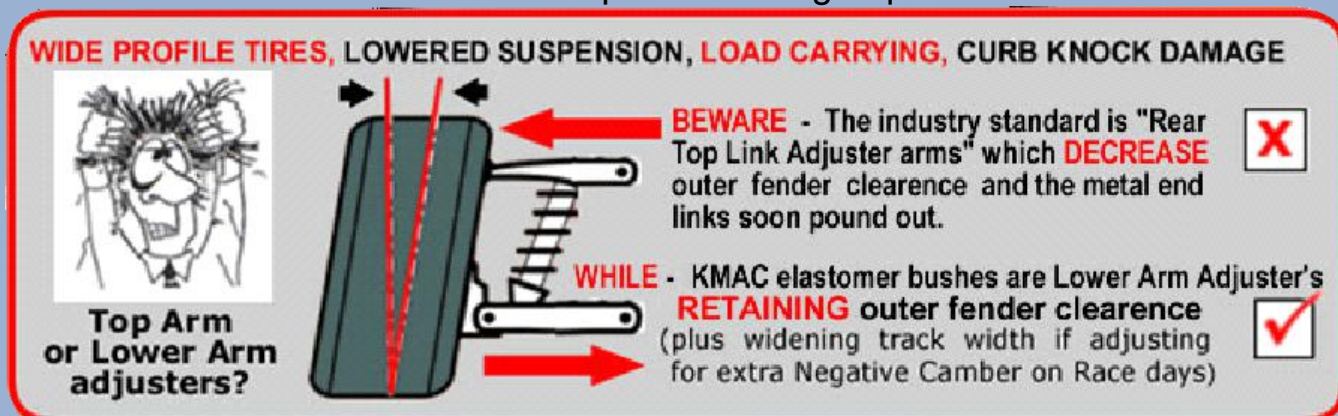 WIDE PROFILE TIRES, LOWERED SUSPENSION, LOAD CARRYING, CURB KNOCK DAMAGE
BEWARE - The industry standard is "Rear
Top Link Adjuster arms" which DECREASE
outer fender clearence and the metal end
links soon pound out.
X
WHILE - KMAC elastomer bushes are Lower Arm Adjuster's
RETAINING outer fender clearence
(plus widening track width if adjusting
for extra Negative Camber on Race days)
Top Arm
or Lower Arm
adjusters?